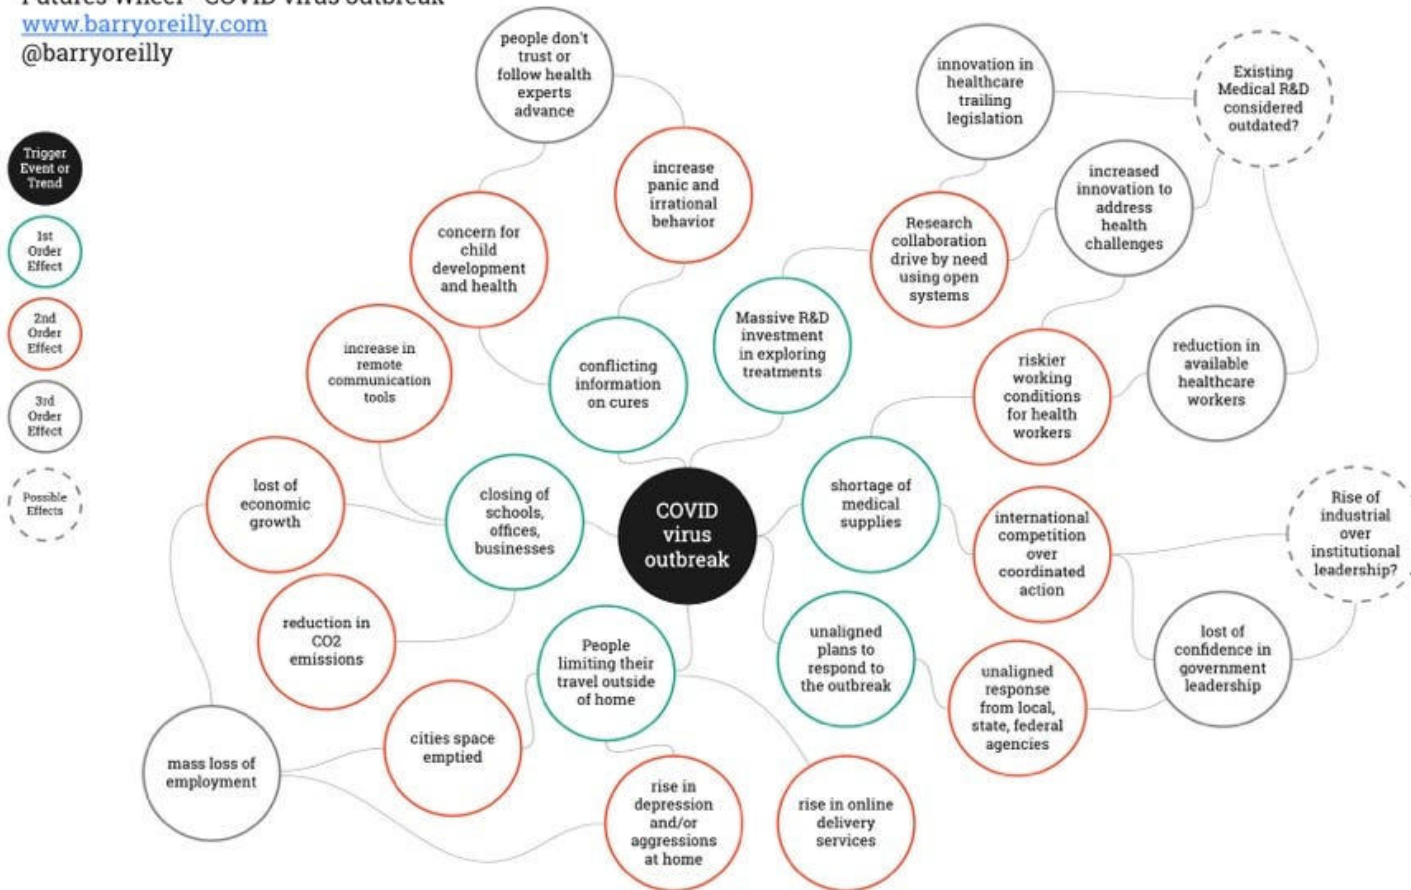 Futures Wheel - COVID virus outbreak
www.barryoreilly.com
@barryoreilly
Trigger
Event or
Trend
1st
Order
Effect
2nd
Order
Effect
3rd
Order
Effect
Possible
Effects
people don't
trust or
follow health
experts
advance
increase
panic and
irrational
behavior
concern for
child
development
and health
increase in
remote
communication
tools
conflicting
information
on cures
Massive R&D
investment
in exploring
treatments
innovation in
healthcare
trailing
legislation
Existing
Medical R&D
considered
outdated?
increased
innovation to
address
health
challenges
Research
collaboration
drive by need
using open
systems
riskier
working
conditions
for health
workers
reduction in
available
healthcare
workers
lost of
economic
growth
closing of
schools,
offices,
businesses
COVID
virus
outbreak
shortage of
medical
supplies
international
competition
over
coordinated
action
Rise of
industrial
over
institutional
leadership?
reduction in
CO2
emissions
People
limiting their
travel outside
of home
unaligned
plans to
respond to
the outbreak
unaligned
response
from local,
state, federal
agencies
lost of
confidence in
government
leadership
mass loss of
employment
cities space
emptied
rise in
depression
and/or
aggressions
at home
rise in online
delivery
services